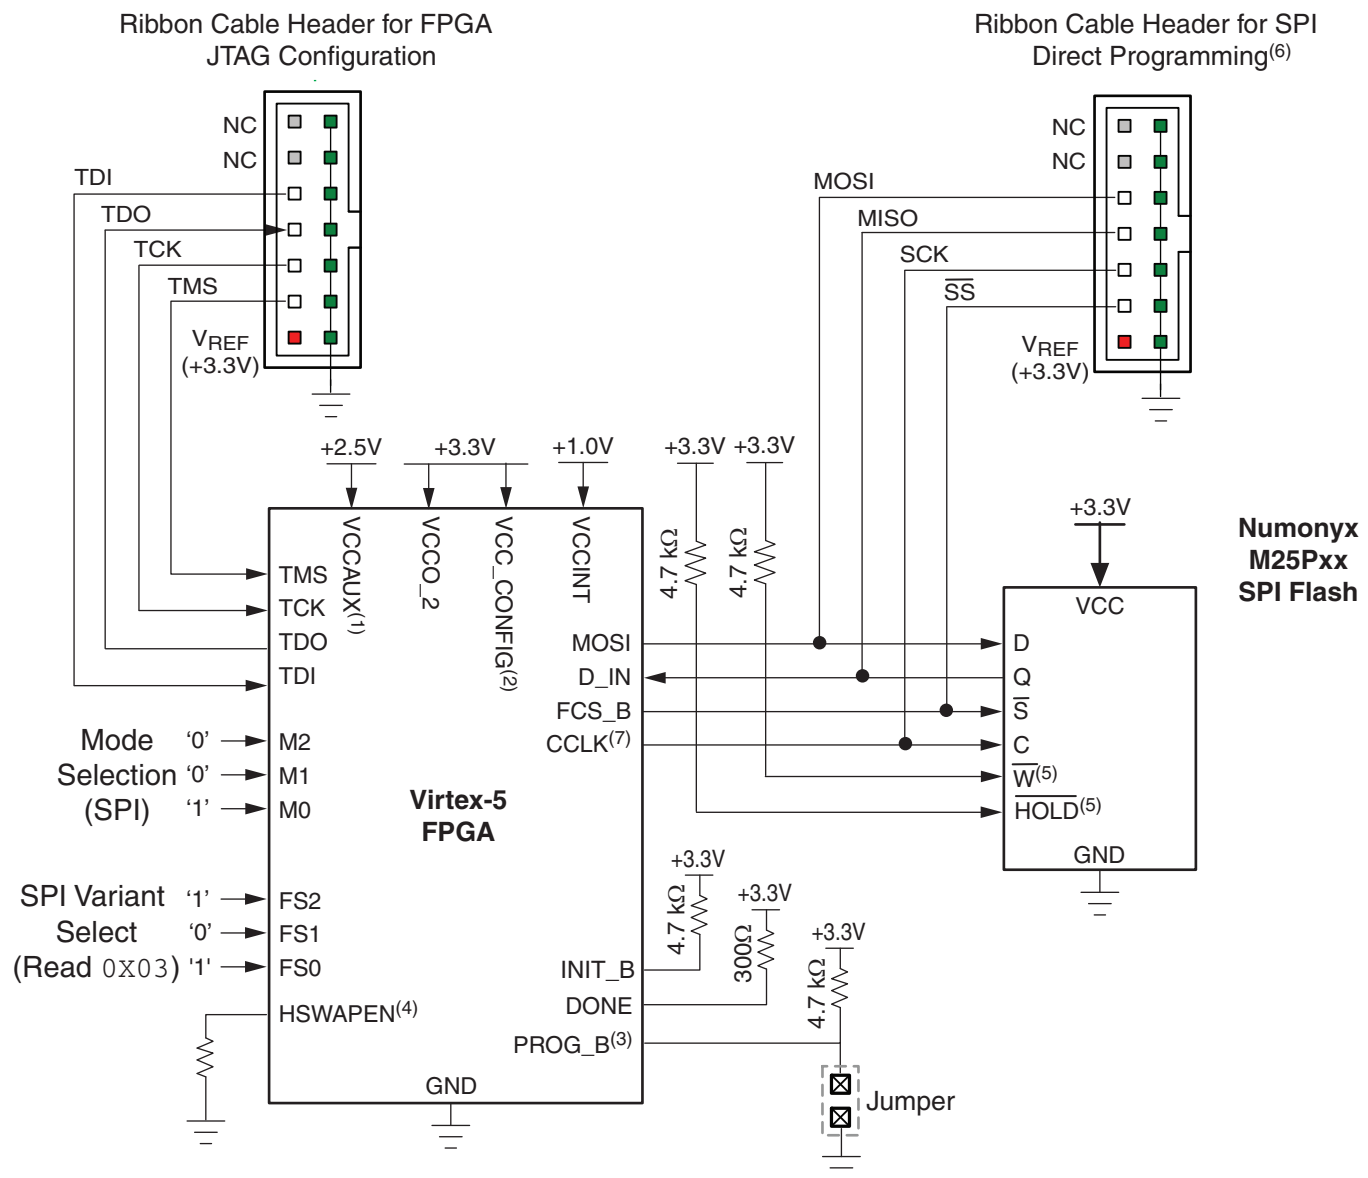 Ribbon Cable Header for FPGA
JTAG Configuration
Ribbon Cable Header for SPI
Direct Programming(6)
NC
NC
TDI
TDO
TCK
TMS
VREF
(+3.3V)
NC
NC
MOSI
MISO
SCK
SS
VREF
(+3.3V)
+2.5V
+3.3V
+1.0V
+3.3V
+3.3V
VCCAUX(1)
VCCO_2
VCC_CONFIG(2)
VCCINT
4.7 kΩ
4.7 kΩ
+3.3V
Numonyx
M25Pxx
SPI Flash
VCC
TMS
TCK
TDO
TDI
MOSI
D_IN
FCS_B
CCLK(7)
D
Q
S
C
W(5)
HOLD(5)
GND
Mode
Selection
(SPI)
‘0’
‘0’
‘1’
M2
M1
M0
Virtex-5
FPGA
SPI Variant
Select
(Read 0X03)
‘1’
‘0’
'1'
FS2
FS1
FS0
HSWAPEN(4)
+3.3V
4.7 kΩ
+3.3V
300Ω
+3.3V
4.7 kΩ
INIT_B
DONE
PROG_B(3)
GND
Jumper